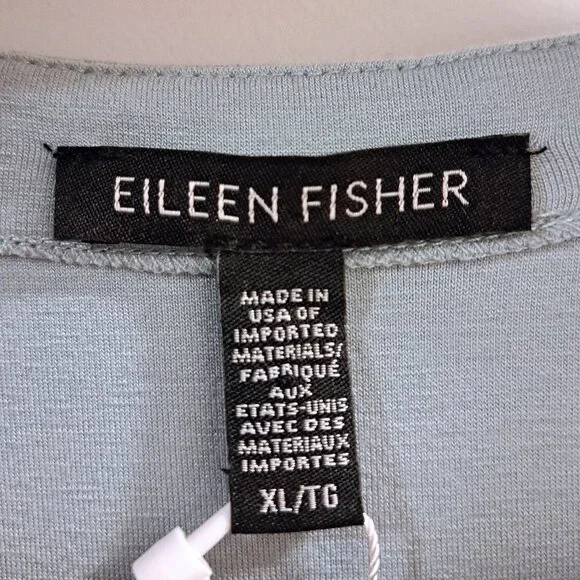 EILEEN FISHER
MADE IN
USA OF
IMPORTED
MATERIALS/
FABRIQUÉ
AUX
ETATS-UNIS
AVEC DES
MATERIAUX
IMPORTES
XL/TG